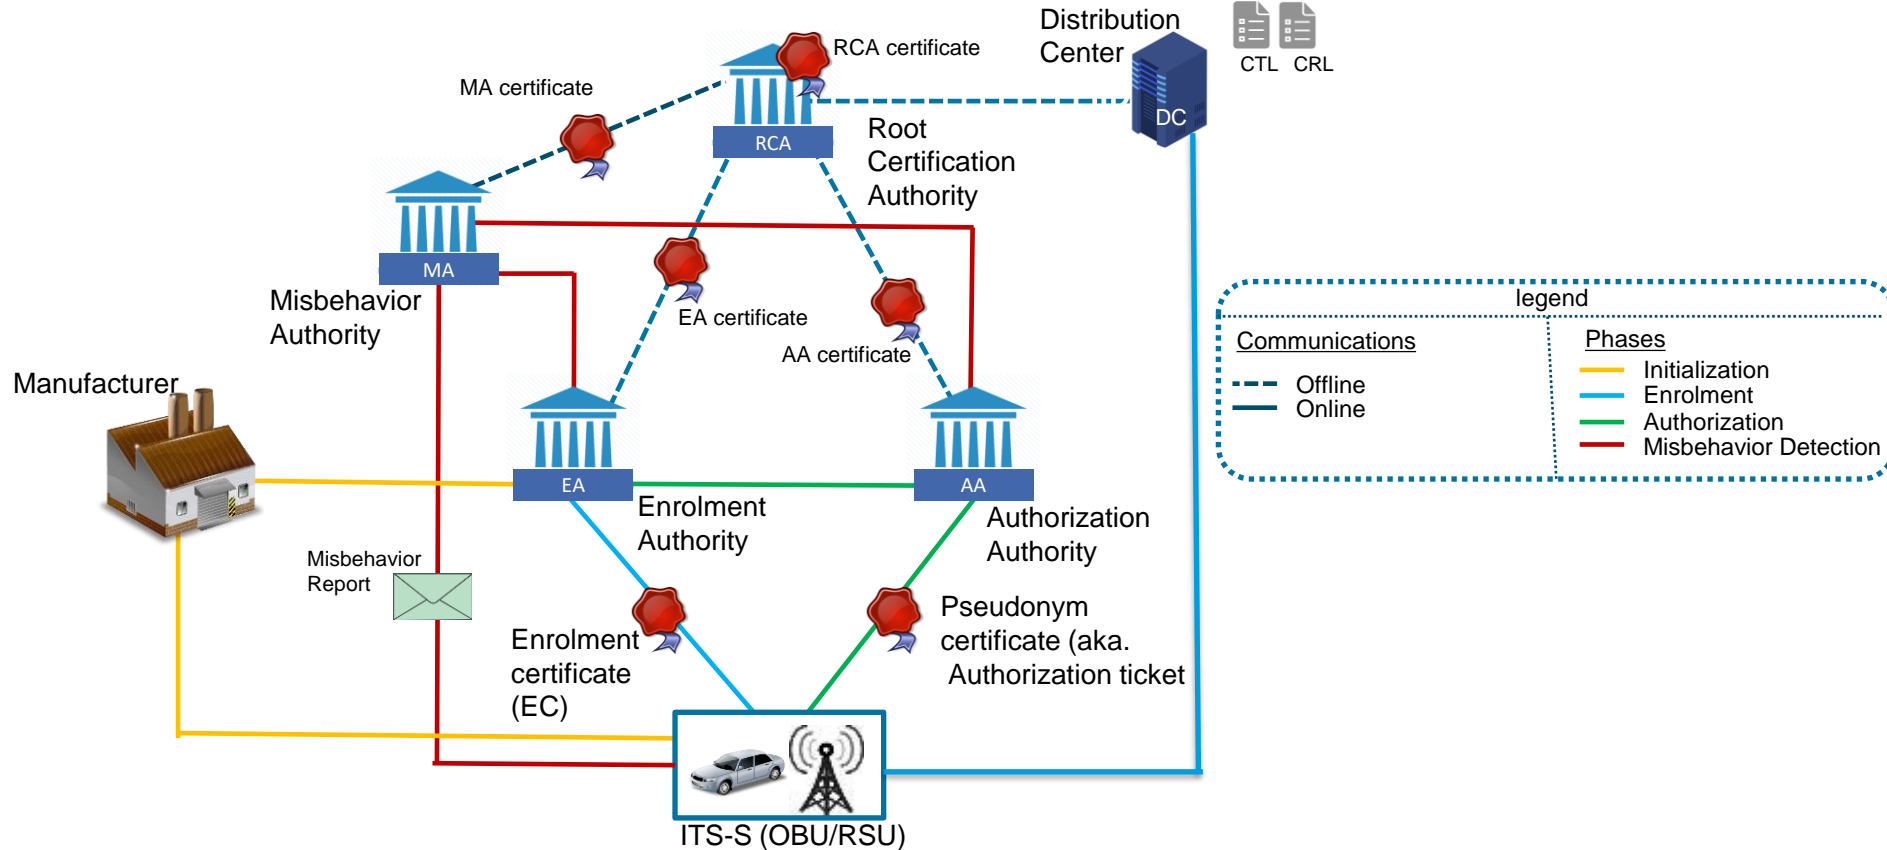 Distribution
Center
CTL CRL
RCA certificate
MA certificate
DC
RCA
Root
Certification
Authority
MA
Misbehavior
Authority
EA certificate
AA certificate
legend
Communications
Offline
Online
Phases
Initialization
Enrolment
Authorization
Misbehavior Detection
Manufacturer
EA
AA
Enrolment
Authority
Authorization
Authority
Misbehavior
Report
Enrolment
certificate
(EC)
Pseudonym
certificate (aka.
Authorization ticket
ITS-S (OBU/RSU)